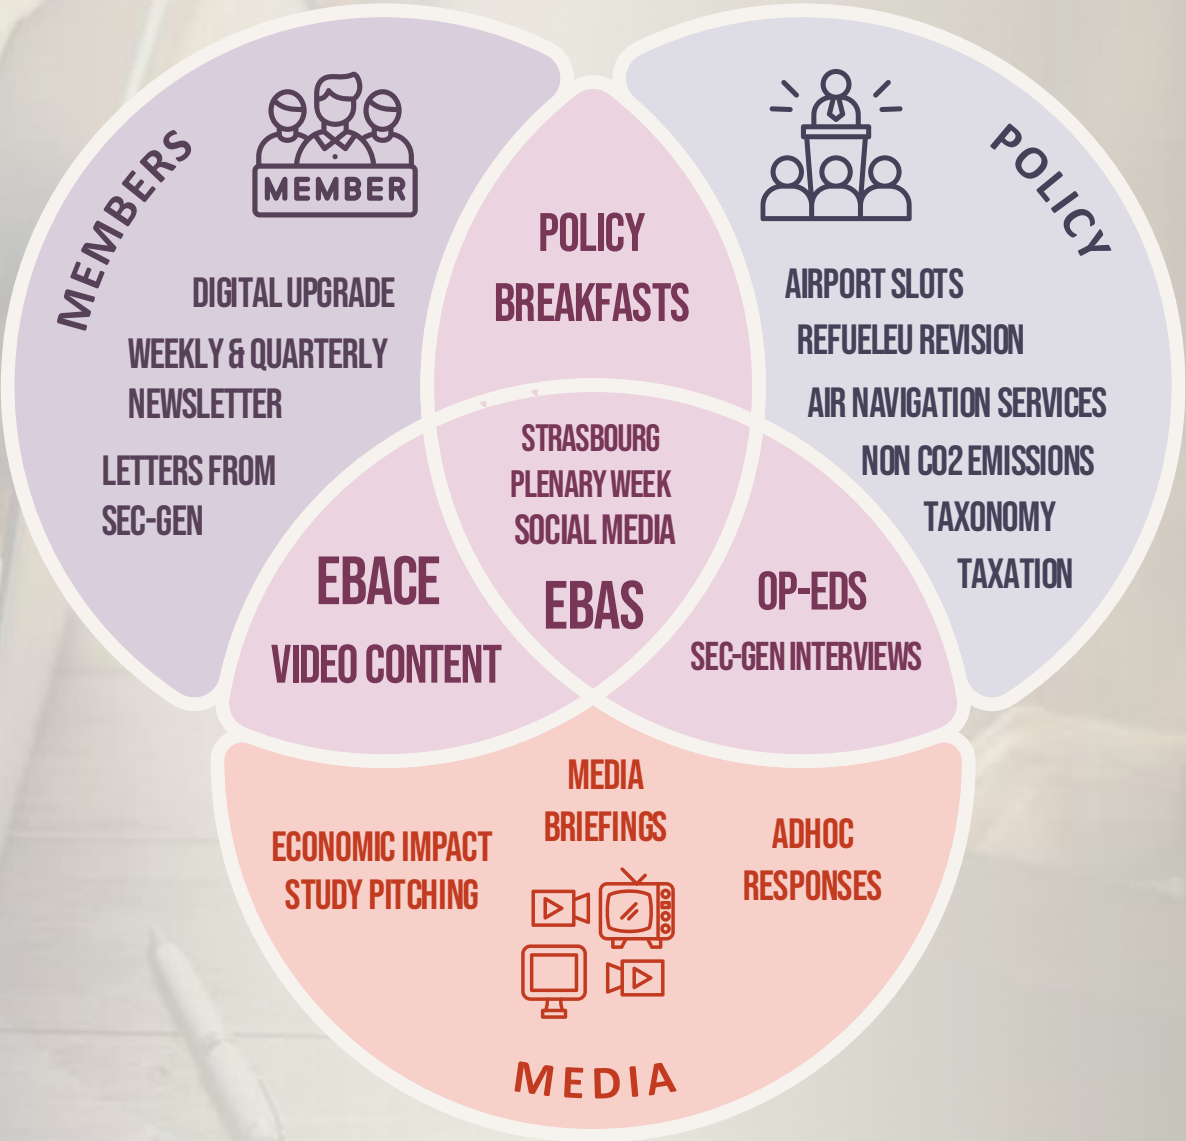 MEMBERS
MEMBER
DIGITAL UPGRADE
WEEKLY & QUARTERLY
NEWSLETTER
LETTERS FROM
SEC-GEN
POLICY
BREAKFASTS
POLICY
AIRPORT SLOTS
REFUELEU REVISION
AIR NAVIGATION SERVICES
NON CO2 EMISSIONS
TAXONOMY
TAXATION
STRASBOURG
PLENARY WEEK
SOCIAL MEDIA
EBAS
EBACE
VIDEO CONTENT
OP-EDS
SEC-GEN INTERVIEWS
MEDIA
BRIEFINGS
ECONOMIC IMPACT
STUDY PITCHING
ADHOC
RESPONSES
MEDIA